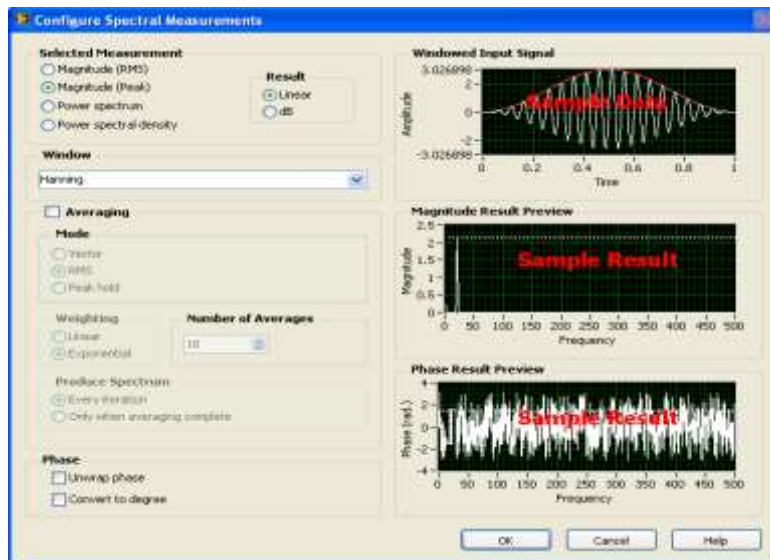 Configure Spectral Measurements
Selected Measurement
Magnitude (RMS)
Magnitude (Peak)
Power spectrum
Power spectral density
Result
Linear
dB
Window
Hanning
Averaging
Mode
Vector
RMS
Peak hold
Weighting
Linear
Exponential
Number of Averages
10
Produce Spectrum
Every iteration
Only when averaging complete
Phase
Unwrap phase
Convert to degree
Windowed Input Signal
3.026898
2
0
-2
-3.026898
Amplitude
Sample Data
0 0.2 0.4 0.6 0.8 1
Time
Magnitude Result Preview
2.5
2
1.5
1
0.5
0
Magnitude
Sample Result
0 50 100 150 200 250 300 350 400 450 500
Frequency
Phase Result Preview
4
2
0
-2
-4
Phase (rad.)
Sample Result
0 50 100 150 200 250 300 350 400 450 500
Frequency
OK Cancel Help